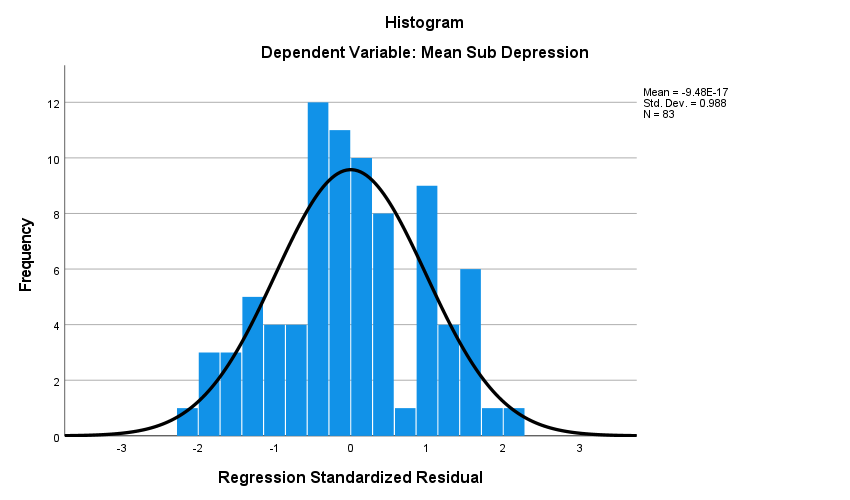 Histogram
Dependent Variable: Mean Sub Depression
Mean = -9.48E-17
Std. Dev. = 0.988
N = 83
Frequency
12
10
8
6
4
2
0
-3 -2 -1 0 1 2 3
Regression Standardized Residual